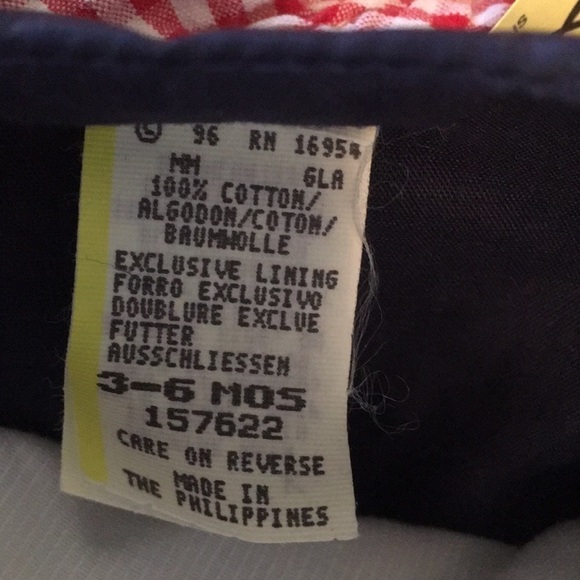 Ⓢ 96 RN 16954
MM GLA
100% COTTON/
ALGODON/COTON/
BAUMWOLLE
EXCLUSIVE LINING
FORRO EXCLUSIVO
DOUBLURE EXCLUE
FUTTER
AUSSCHLIESSEN
3-6 MOS
157622
CARE ON REVERSE
MADE IN
THE PHILIPPINES